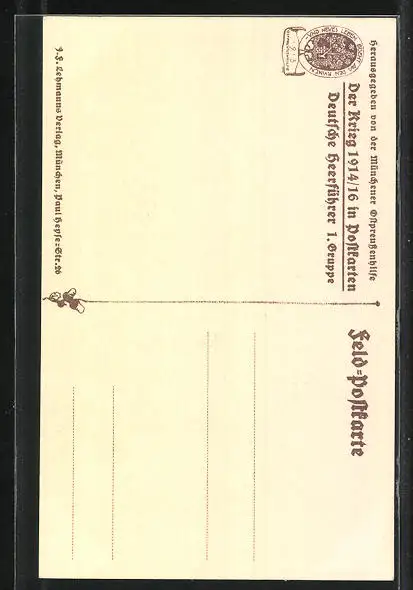 Herausgegeben von der Münchener Ostpreußenhilfe
Der Krieg 1914/16 in Postkarten
Deutsche Heerführer 1. Gruppe
Feld-Postkarte
J. F. Lehmanns Verlag, München, Paul Heyse-Str. 26